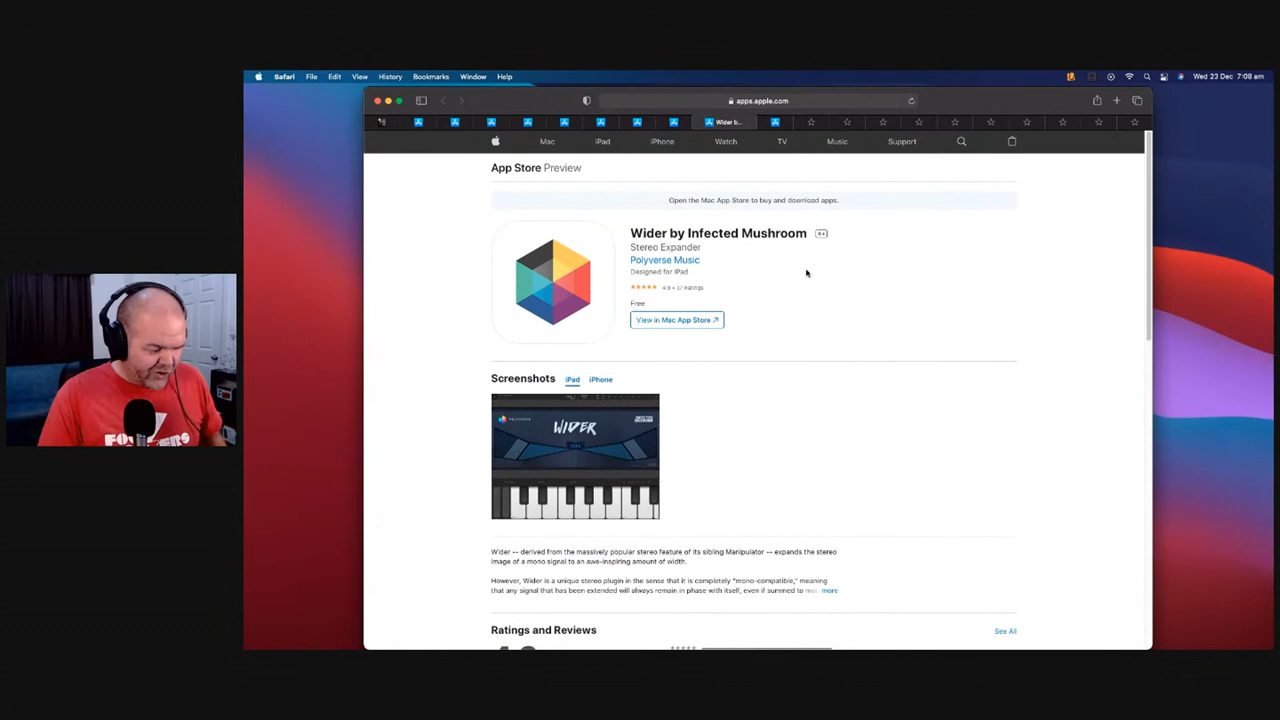 Safari File Edit View History Bookmarks Window Help Wed 23 Dec 7:08 am
apps.apple.com
Wider b...
Mac iPad iPhone Watch TV Music Support
App Store Preview
Open the Mac App Store to buy and download apps.
Wider by Infected Mushroom 4+
Stereo Expander
Polyverse Music
Designed for iPad
★★★★★ 4.9 • 17 Ratings
Free
View in Mac App Store ↗
Screenshots iPad iPhone
POLYVERSE
WIDER
Wider -- derived from the massively popular stereo feature of its sibling Manipulator -- expands the stereo
image of a mono signal to an awe-inspiring amount of width.
However, Wider is a unique stereo plugin in the sense that it is completely "mono-compatible," meaning
that any signal that has been extended will always remain in phase with itself, even if summed to more
Ratings and Reviews See All